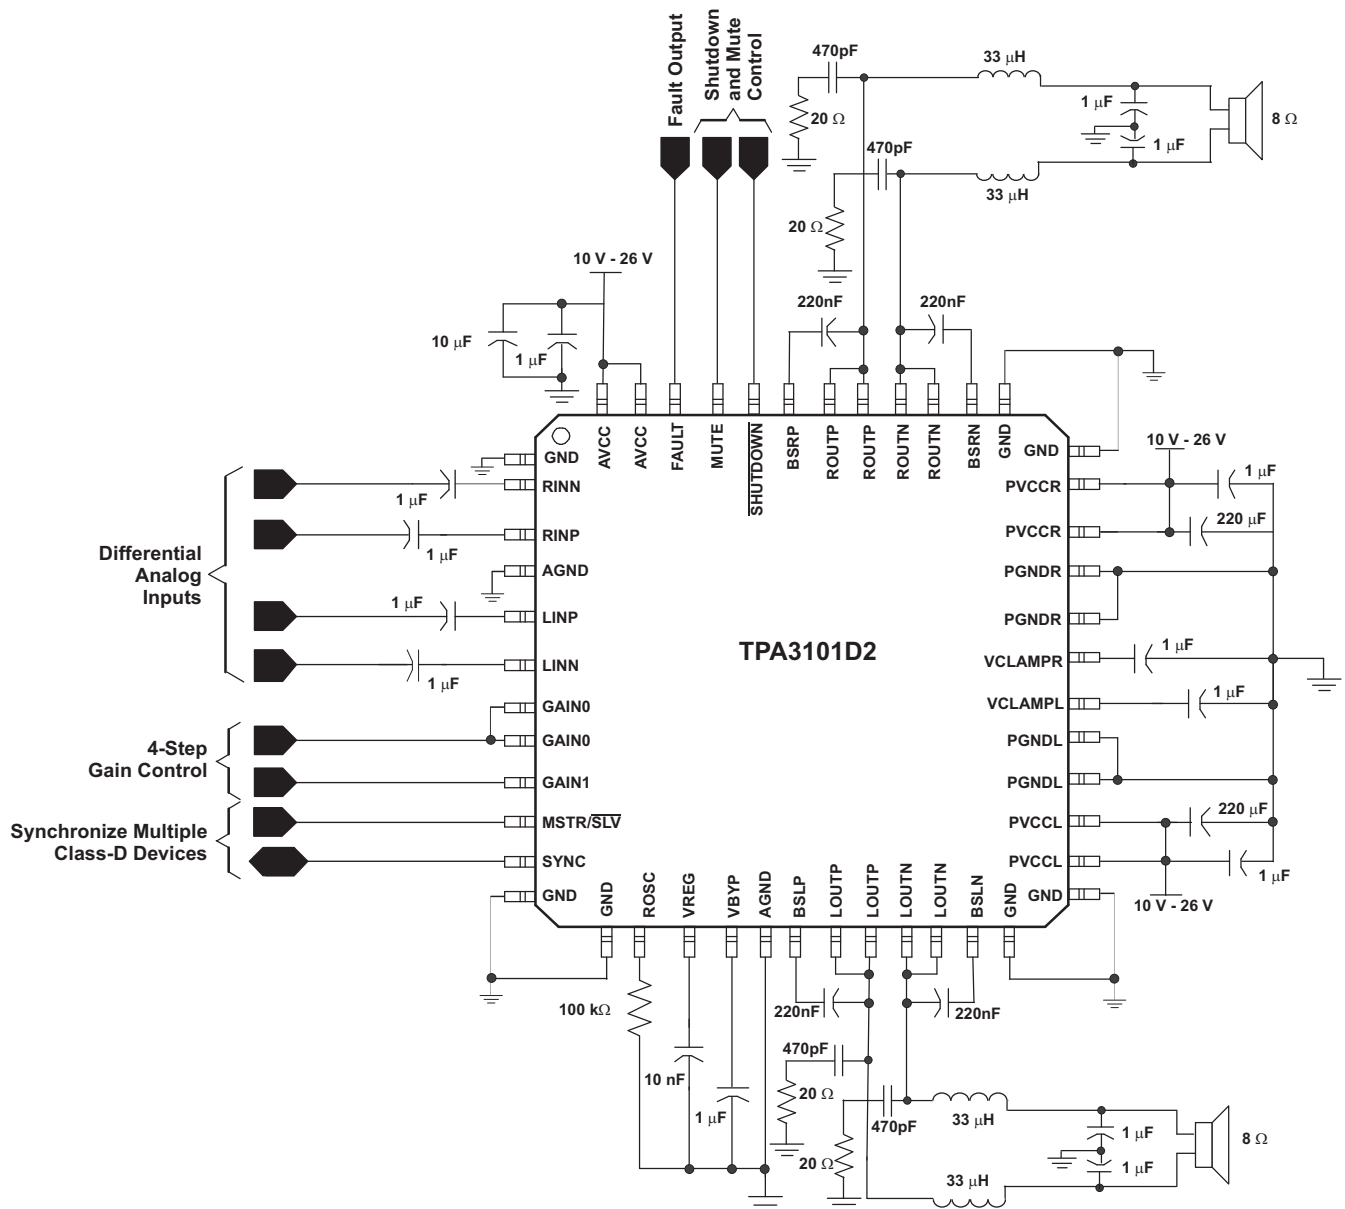 Fault Output
Shutdown
and Mute
Control
470pF
33 μH
1 μF
20 Ω
8 Ω
470pF
1 μF
33 μH
20 Ω
10 V - 26 V
220nF
220nF
10 μF
1 μF
AVCC
AVCC
FAULT
MUTE
SHUTDOWN
BSRP
ROUTP
ROUTP
ROUTN
ROUTN
BSRN
GND
GND
RINN
RINP
AGND
LINP
LINN
GAIN0
GAIN0
GAIN1
MSTR/SLV
SYNC
GND
1 μF
1 μF
1 μF
1 μF
Differential
Analog
Inputs
4-Step
Gain Control
Synchronize Multiple
Class-D Devices
TPA3101D2
GND
PVCCR
PVCCR
PGNDR
PGNDR
VCLAMPR
VCLAMPL
PGNDL
PGNDL
PVCCL
PVCCL
GND
10 V - 26 V
1 μF
220 μF
1 μF
1 μF
220 μF
1 μF
10 V - 26 V
GND
ROSC
VREG
VBYP
AGND
BSLP
LOUTP
LOUTP
LOUTN
LOUTN
BSLN
GND
100 kΩ
220nF
220nF
470pF
10 nF
20 Ω
1 μF
470pF
33 μH
1 μF
8 Ω
20 Ω
1 μF
33 μH